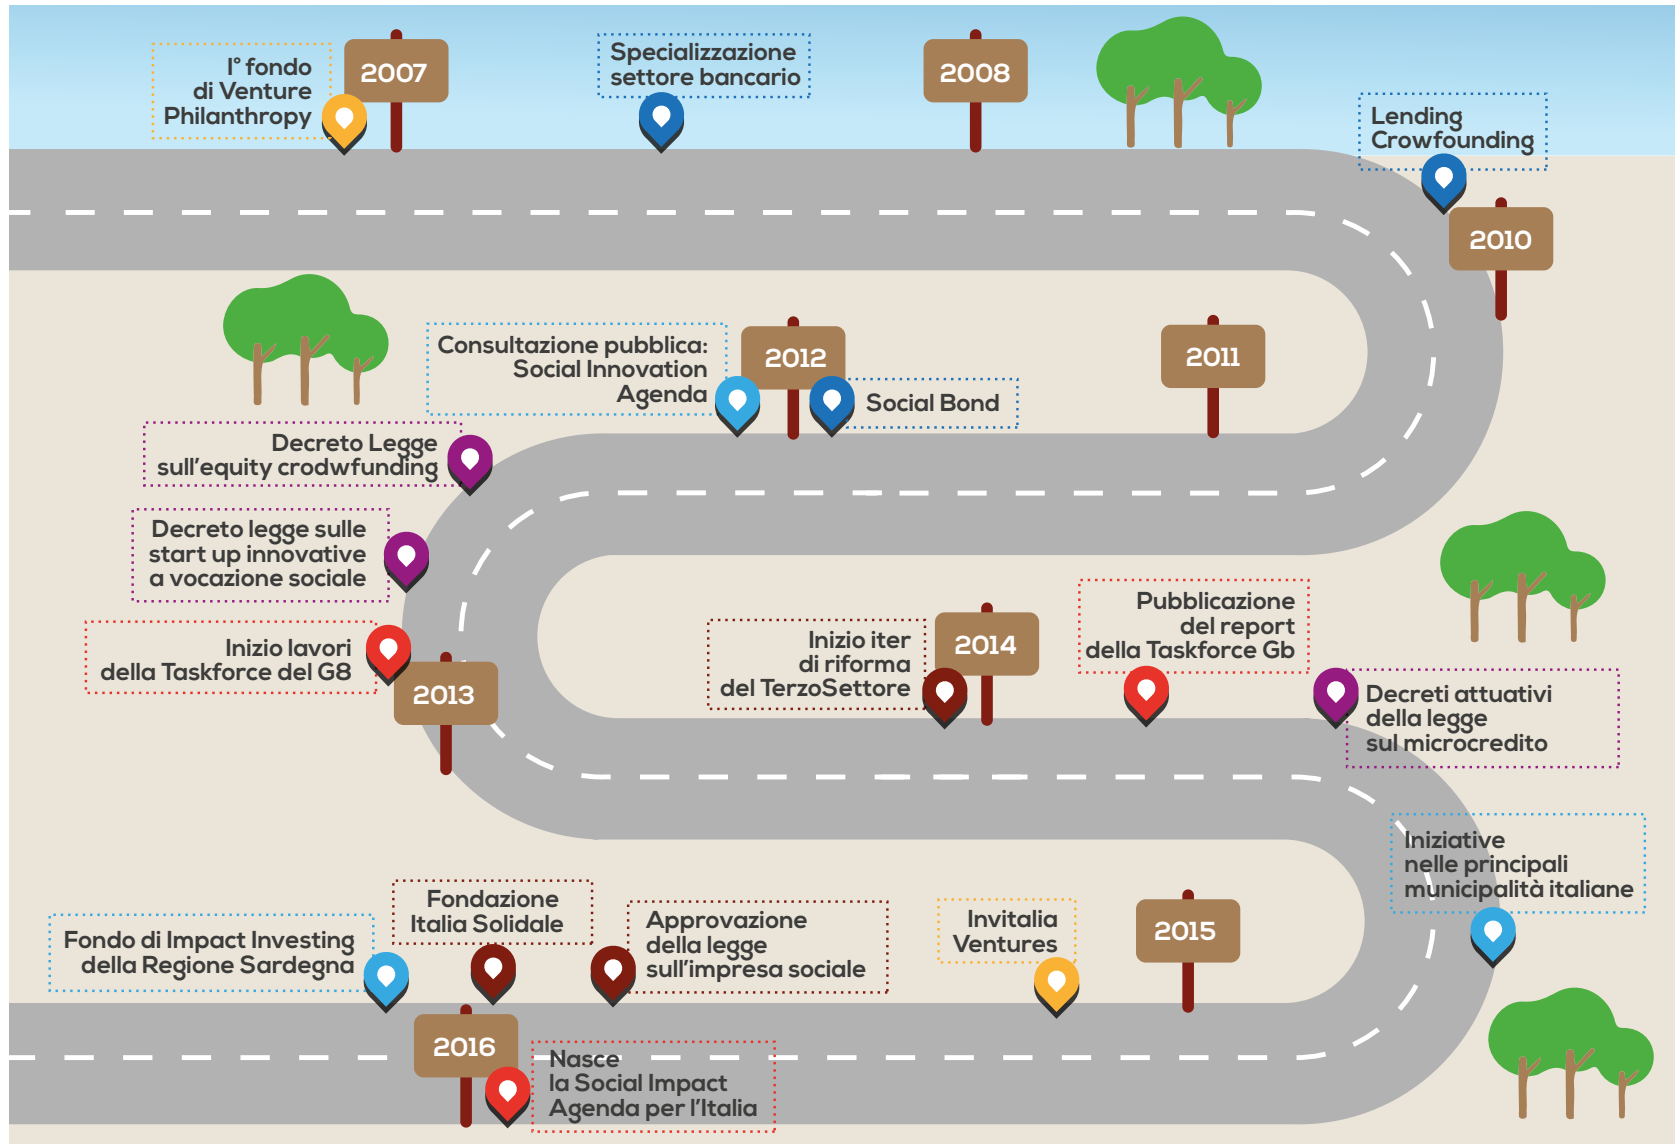 I° fondo
di Venture
Philanthropy
2007
Specializzazione
settore bancario
2008
Lending
Crowfounding
2010
2011
Social Bond
2012
Consultazione pubblica:
Social Innovation
Agenda
Decreto Legge
sull'equity crodwfunding
Decreto legge sulle
start up innovative
a vocazione sociale
Inizio lavori
della Taskforce del G8
2013
Inizio iter
di riforma
del TerzoSettore
2014
Pubblicazione
del report
della Taskforce Gb
Decreti attuativi
della legge
sul microcredito
Iniziative
nelle principali
municipalità italiane
2015
Invitalia
Ventures
Approvazione
della legge
sull'impresa sociale
Fondazione
Italia Solidale
Fondo di Impact Investing
della Regione Sardegna
2016
Nasce
la Social Impact
Agenda per l'Italia